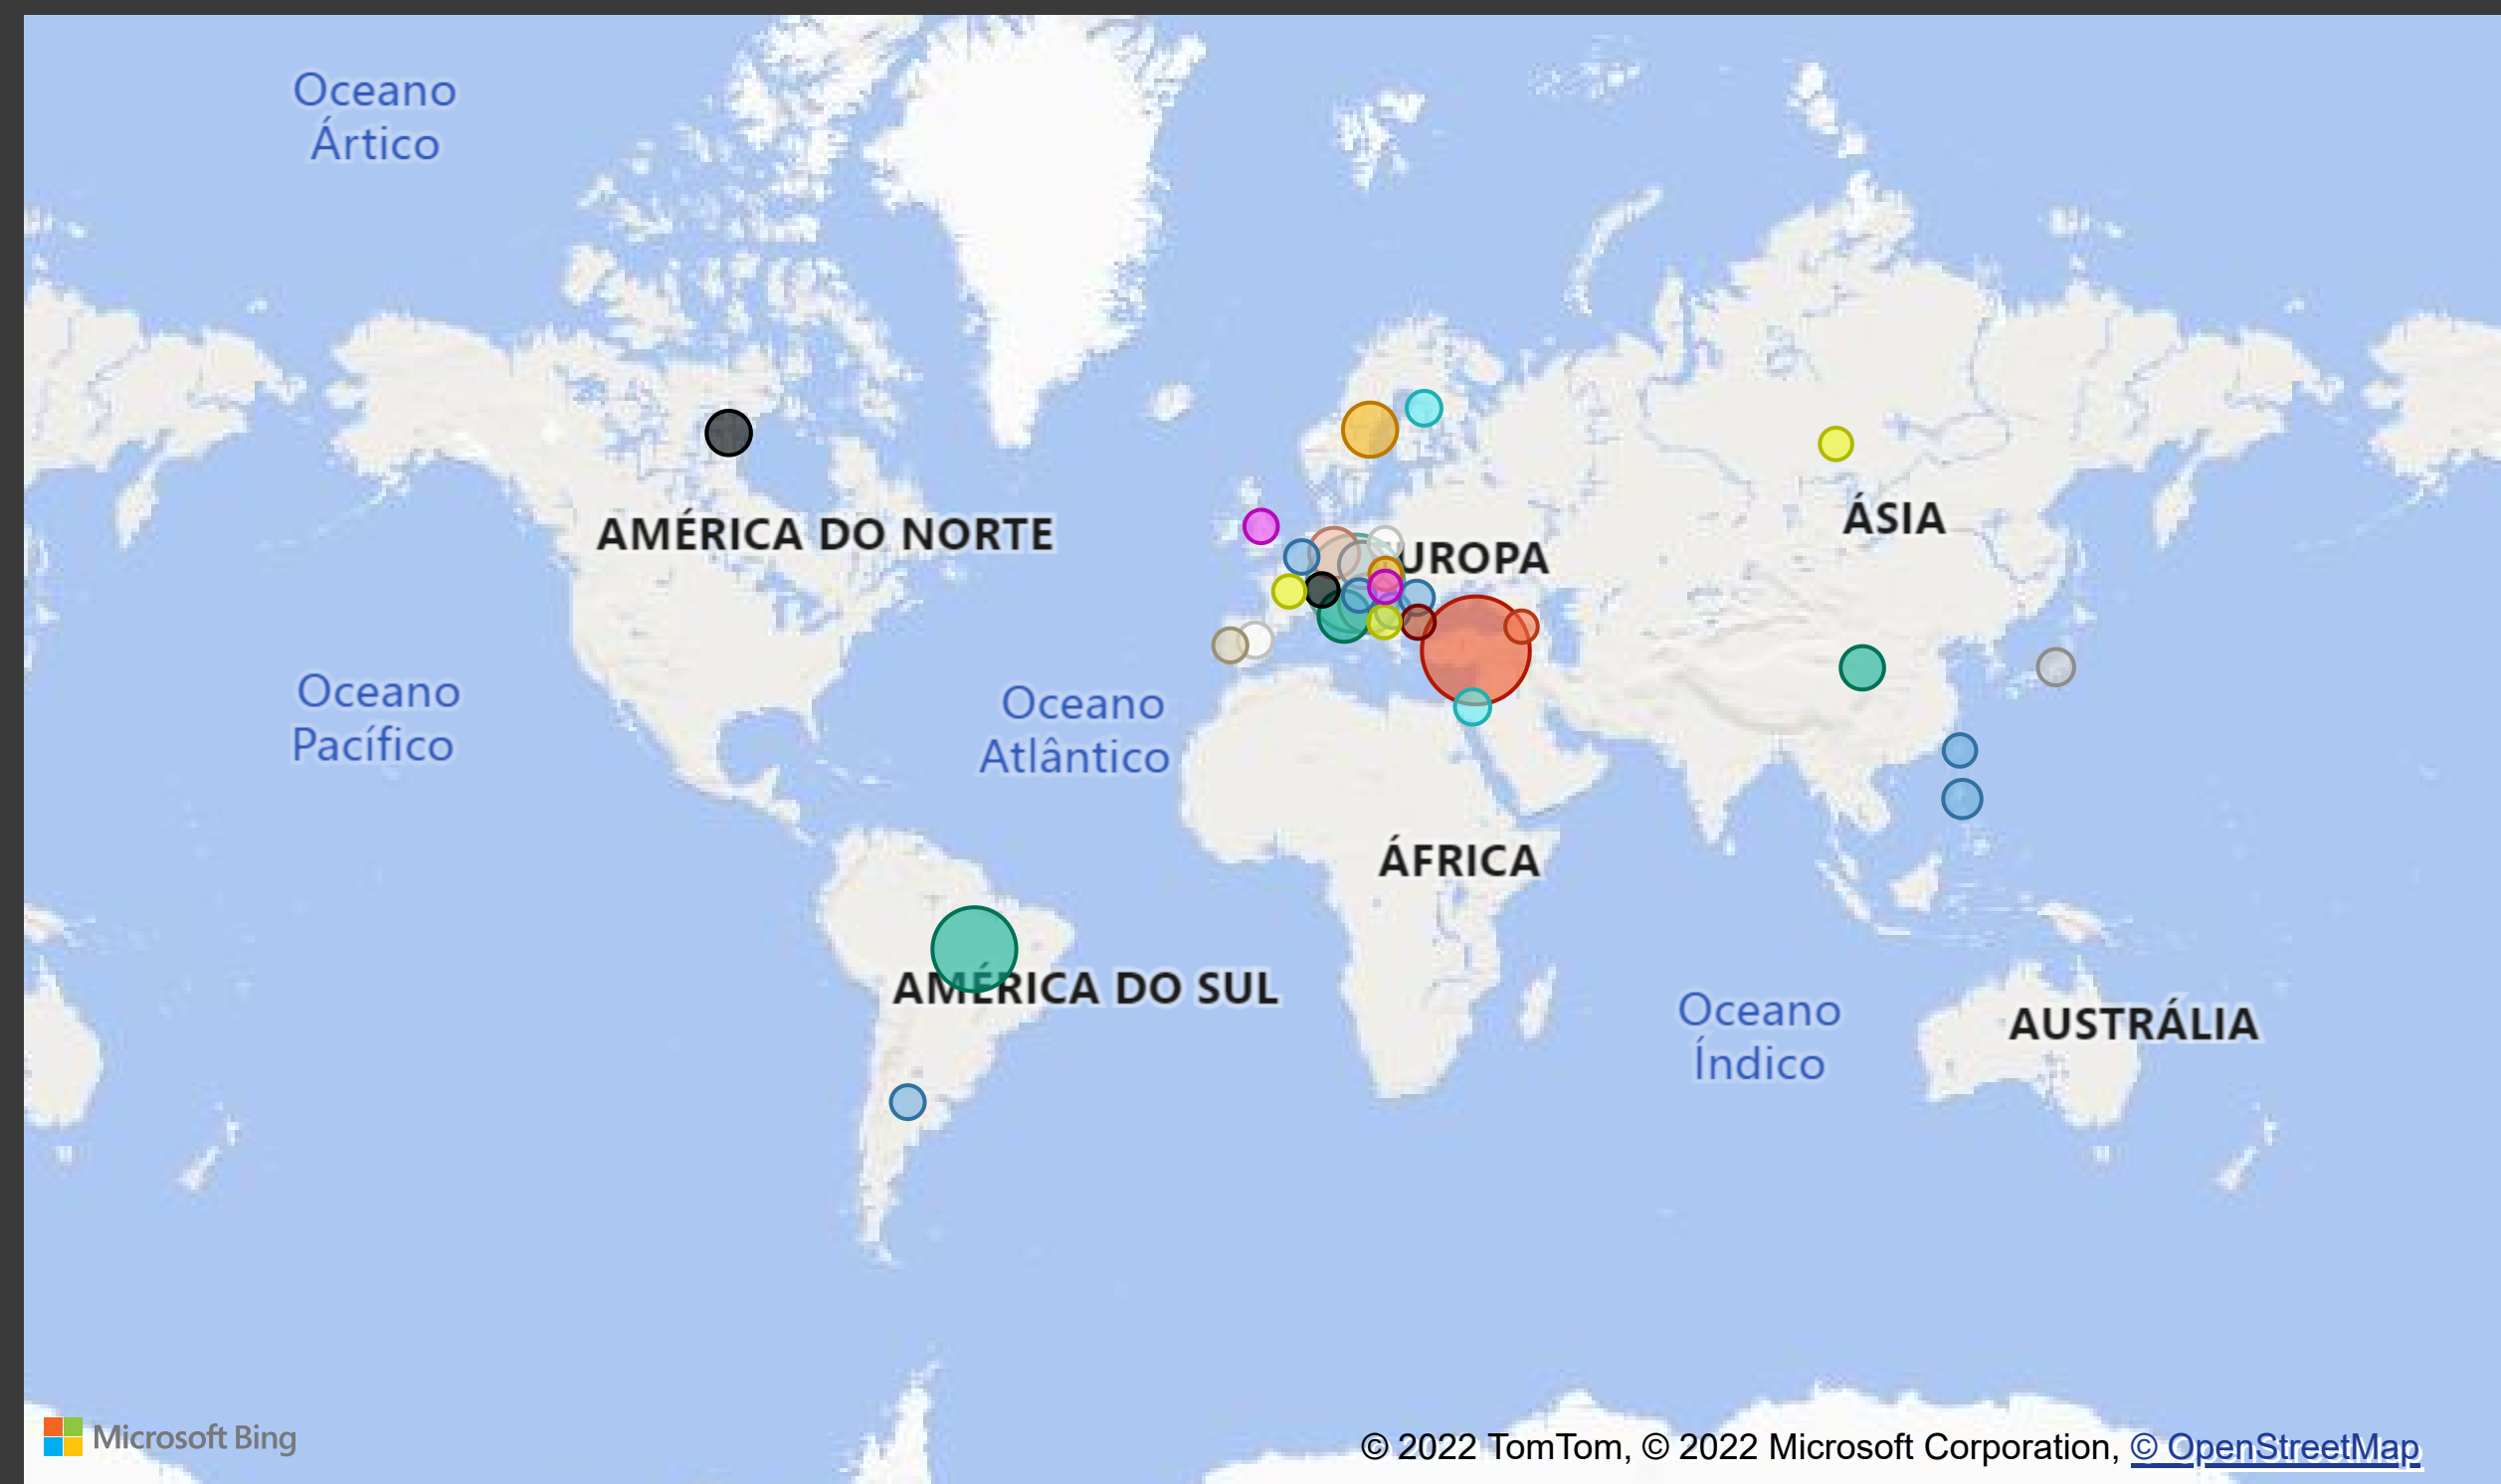 Oceano
Ártico
AMÉRICA DO NORTE
ÁSIA
UROPA
Oceano
Pacífico
Oceano
Atlântico
ÁFRICA
AMÉRICA DO SUL
Oceano
Índico
AUSTRÁLIA
Microsoft Bing
© 2022 TomTom, © 2022 Microsoft Corporation, © OpenStreetMap